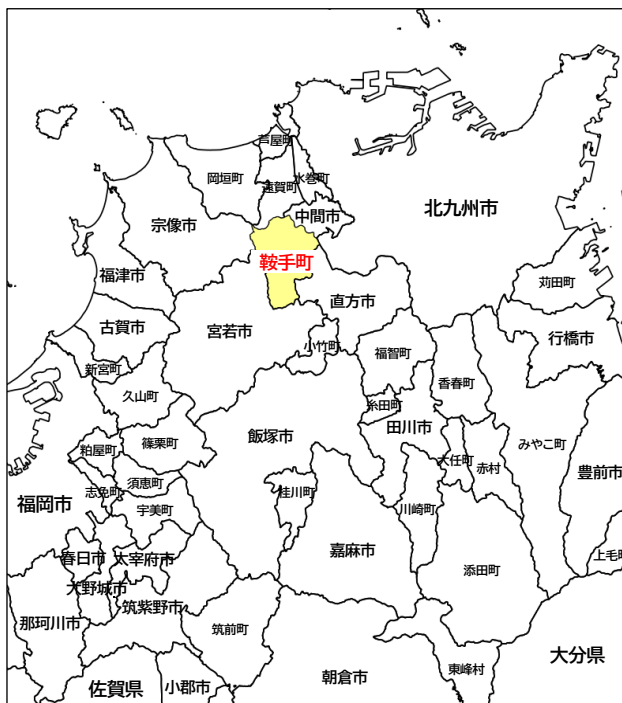 芦屋町
岡垣町
遠賀町
水巻町
中間市
北九州市
宗像市
鞍手町
福津市
直方市
苅田町
古賀市
宮若市
小竹町
行橋市
福智町
新宮町
香春町
久山町
糸田町
飯塚市
田川市
みやこ町
粕屋町
篠栗町
大任町
赤村
豊前市
志免町
須恵町
桂川町
川崎町
福岡市
宇美町
嘉麻市
春日市
太宰府市
上毛町
大野城市
添田町
那珂川市
筑紫野市
筑前町
大分県
東峰村
朝倉市
佐賀県
小郡市